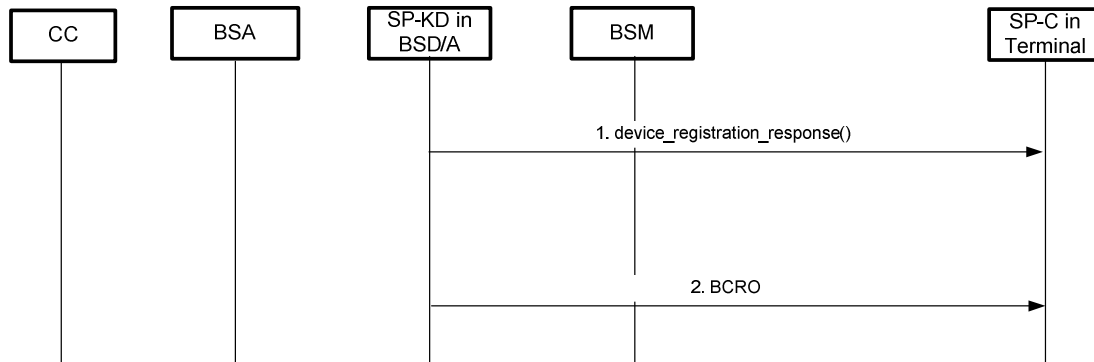 CC
BSA
SP-KD in
BSD/A
BSM
SP-C in
Terminal
1. device_registration_response()
2. BCRO